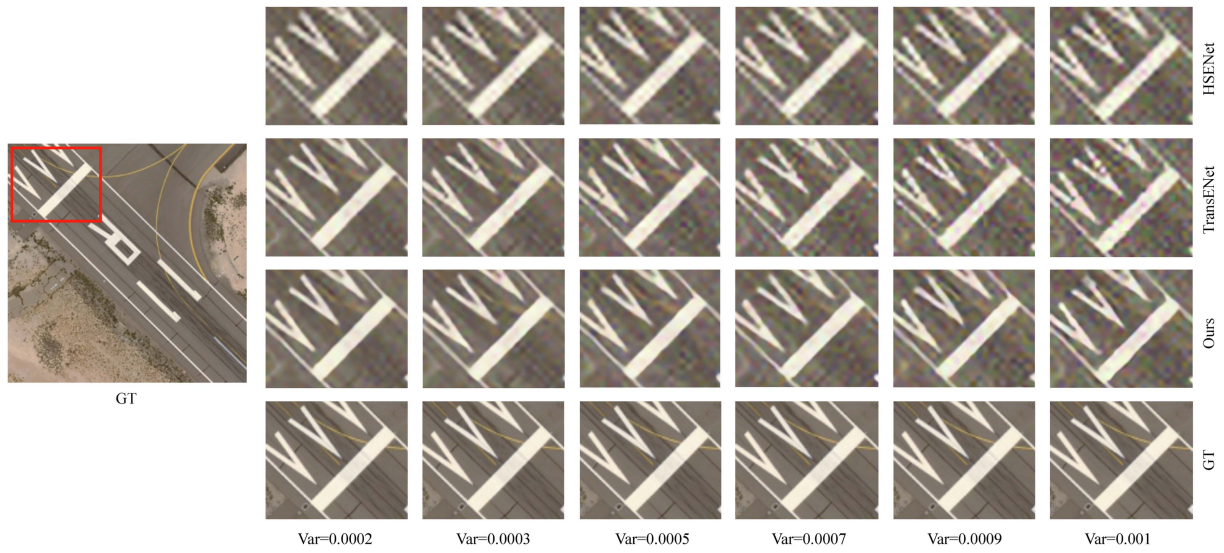 HSENet
TransENet
Ours
GT
GT
Var=0.0002
Var=0.0003
Var=0.0005
Var=0.0007
Var=0.0009
Var=0.001